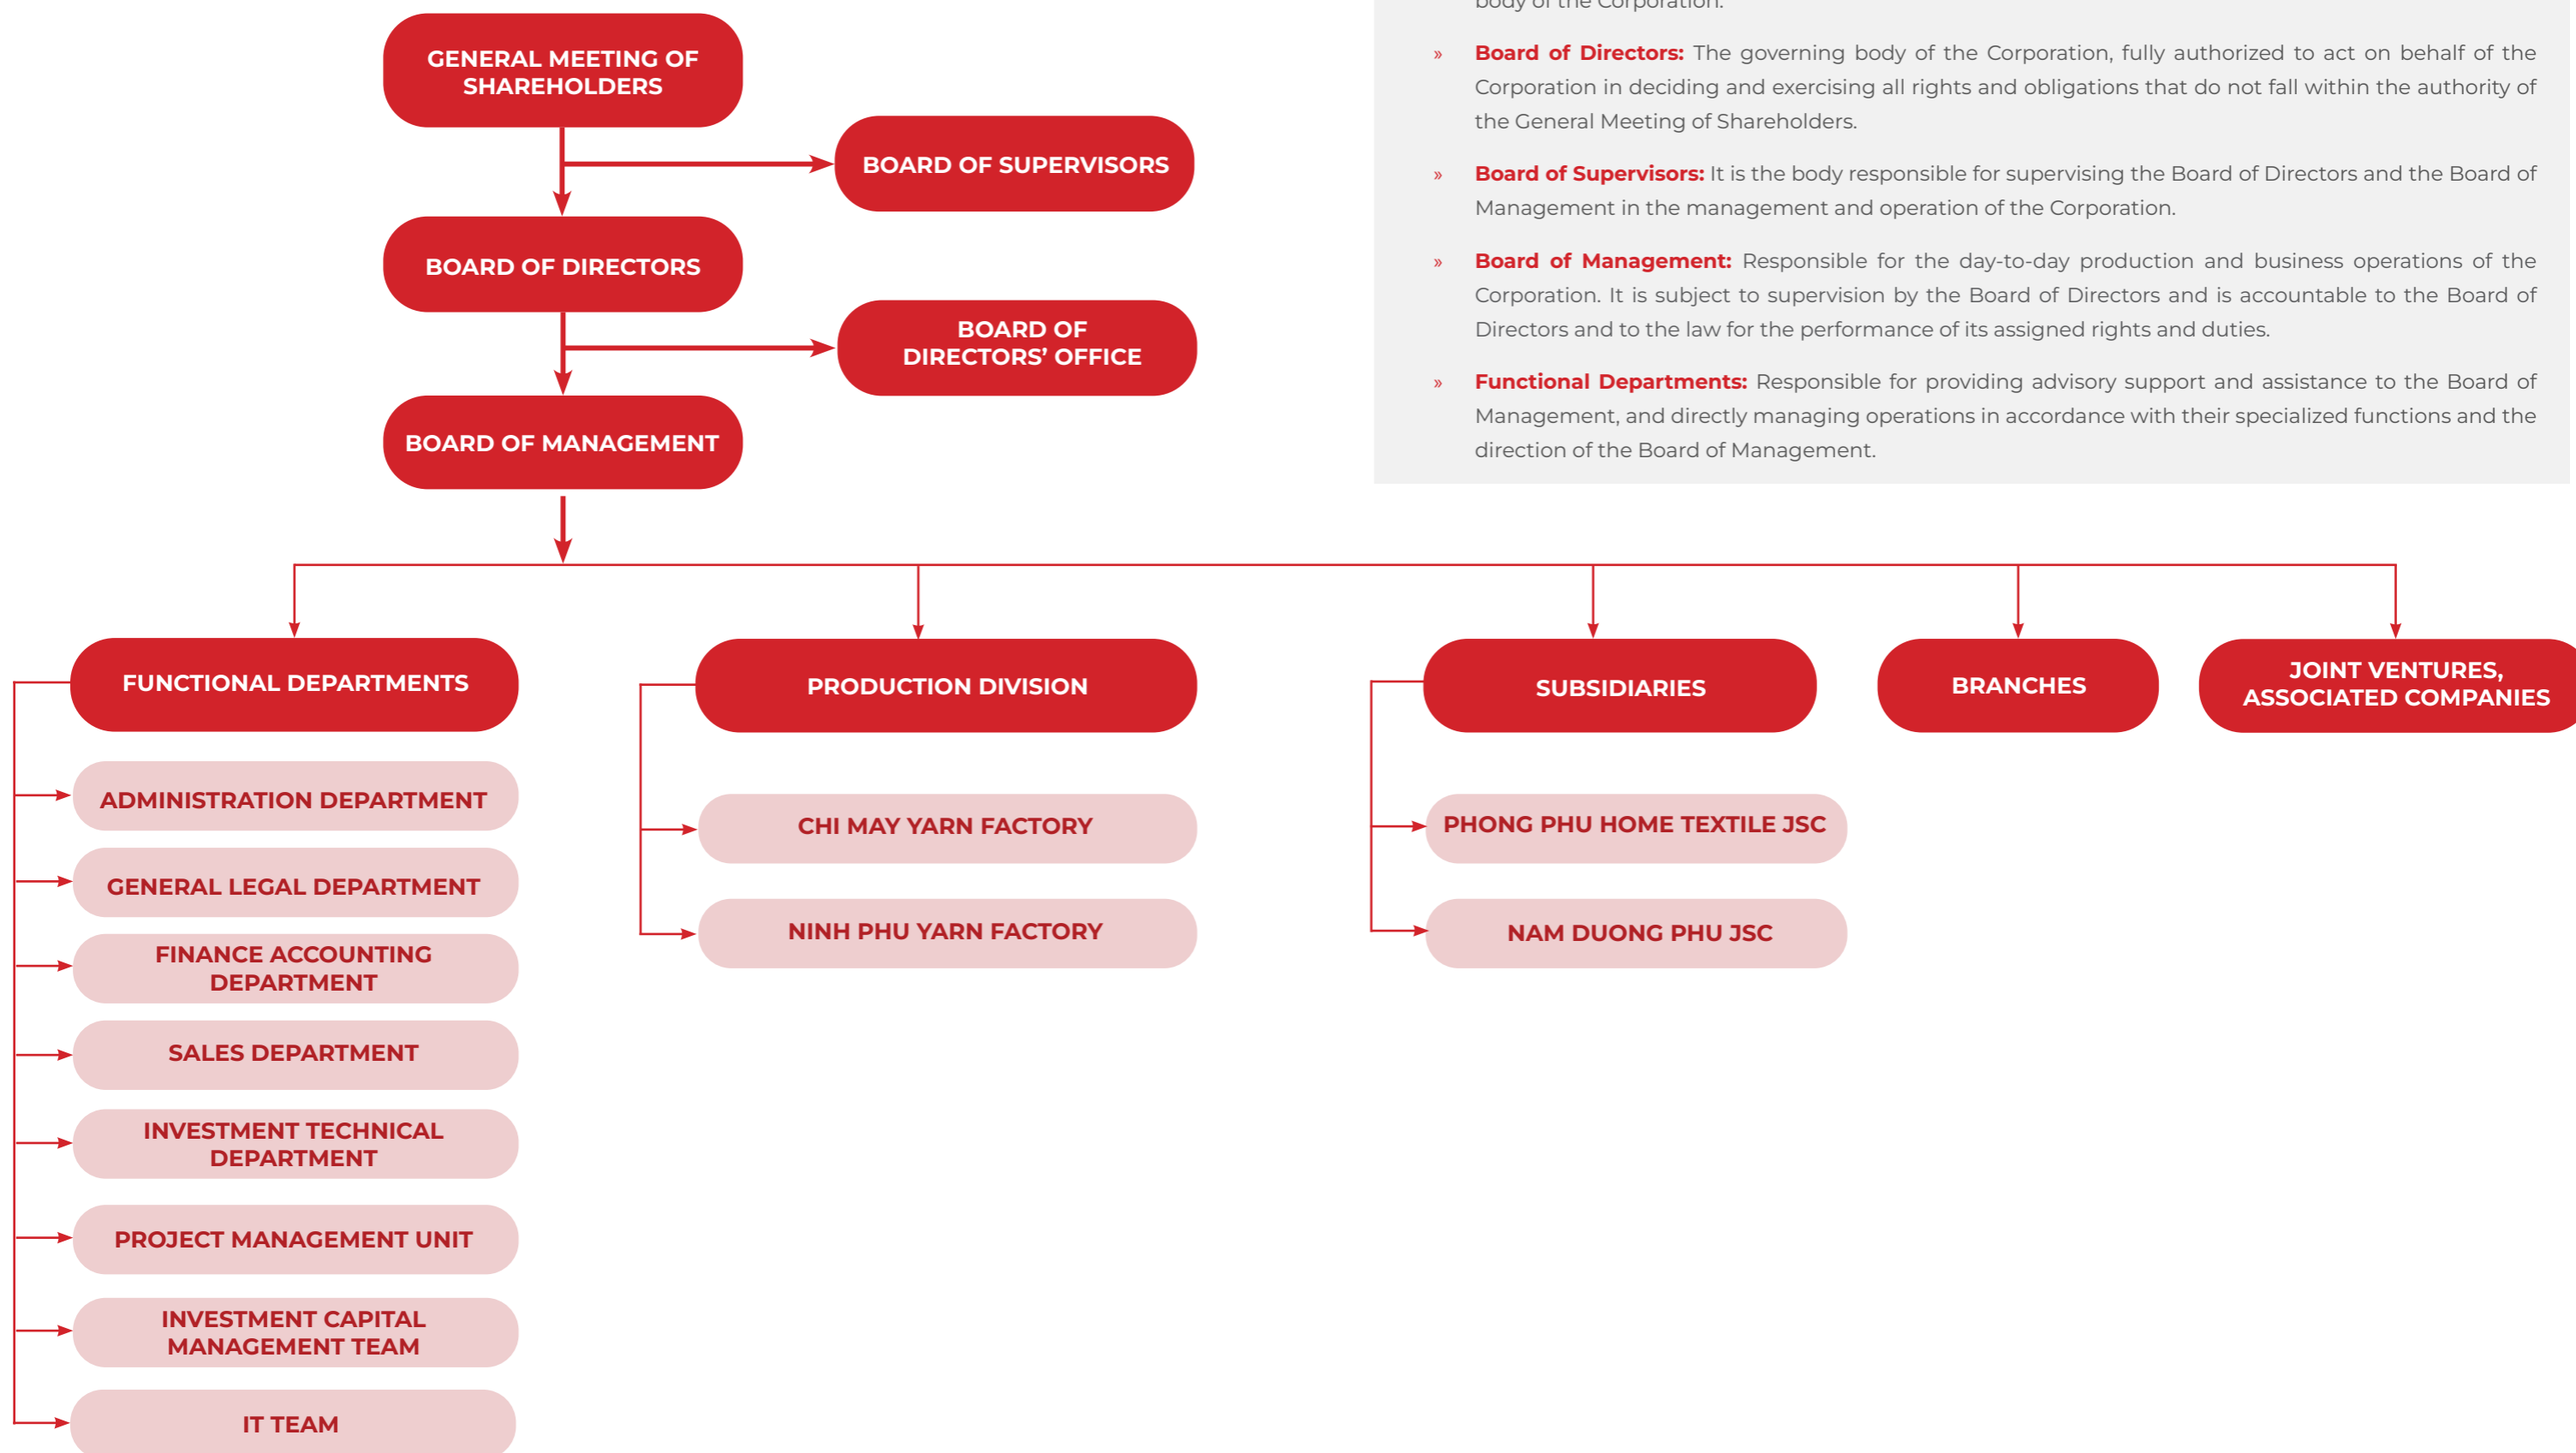 GENERAL MEETING OF
SHAREHOLDERS
BOARD OF SUPERVISORS
BOARD OF DIRECTORS
BOARD OF
DIRECTORS’ OFFICE
BOARD OF MANAGEMENT
body of the Corporation.
» Board of Directors: The governing body of the Corporation, fully authorized to act on behalf of the
Corporation in deciding and exercising all rights and obligations that do not fall within the authority of
the General Meeting of Shareholders.
» Board of Supervisors: It is the body responsible for supervising the Board of Directors and the Board of
Management in the management and operation of the Corporation.
» Board of Management: Responsible for the day-to-day production and business operations of the
Corporation. It is subject to supervision by the Board of Directors and is accountable to the Board of
Directors and to the law for the performance of its assigned rights and duties.
» Functional Departments: Responsible for providing advisory support and assistance to the Board of
Management, and directly managing operations in accordance with their specialized functions and the
direction of the Board of Management.
FUNCTIONAL DEPARTMENTS
ADMINISTRATION DEPARTMENT
GENERAL LEGAL DEPARTMENT
FINANCE ACCOUNTING
DEPARTMENT
SALES DEPARTMENT
INVESTMENT TECHNICAL
DEPARTMENT
PROJECT MANAGEMENT UNIT
INVESTMENT CAPITAL
MANAGEMENT TEAM
IT TEAM
PRODUCTION DIVISION
CHI MAY YARN FACTORY
NINH PHU YARN FACTORY
SUBSIDIARIES
PHONG PHU HOME TEXTILE JSC
NAM DUONG PHU JSC
BRANCHES
JOINT VENTURES,
ASSOCIATED COMPANIES